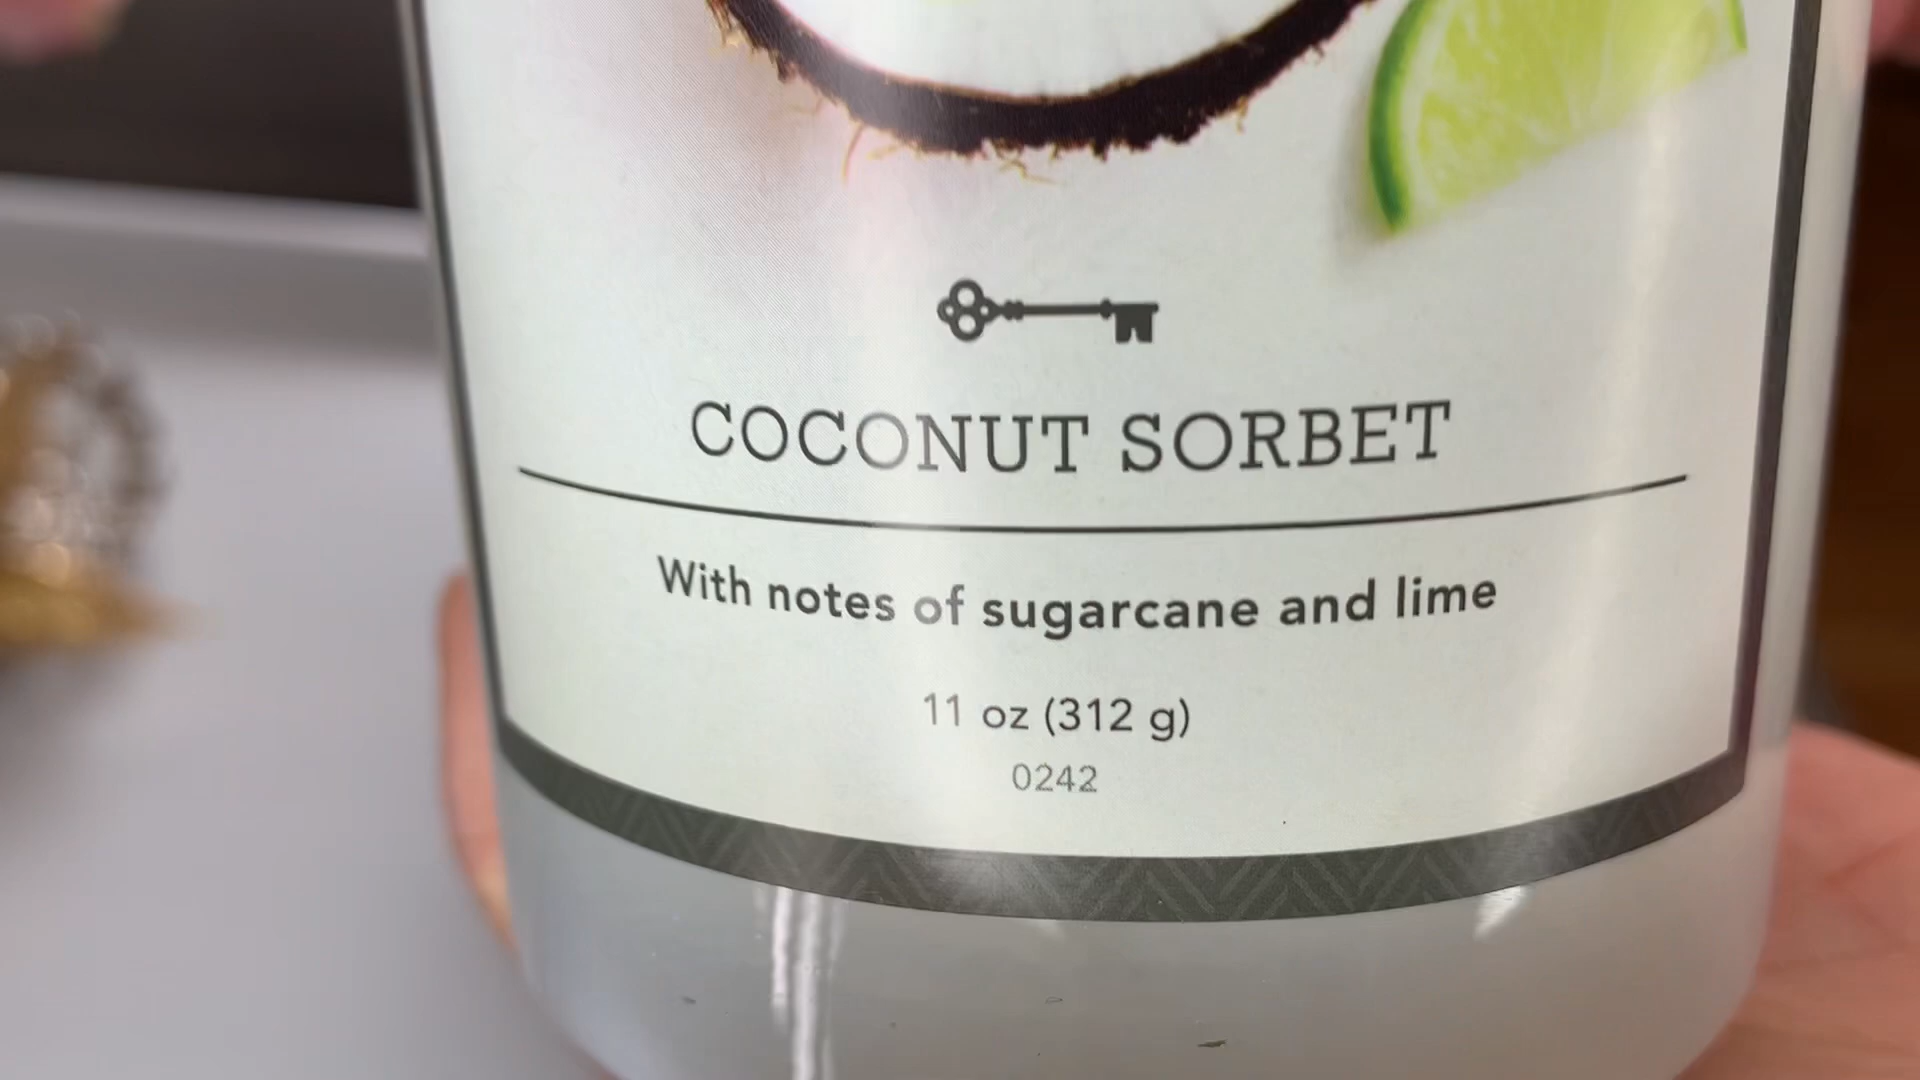 COCONUT SORBET
With notes of sugarcane and lime
11 oz (312 g)
0242